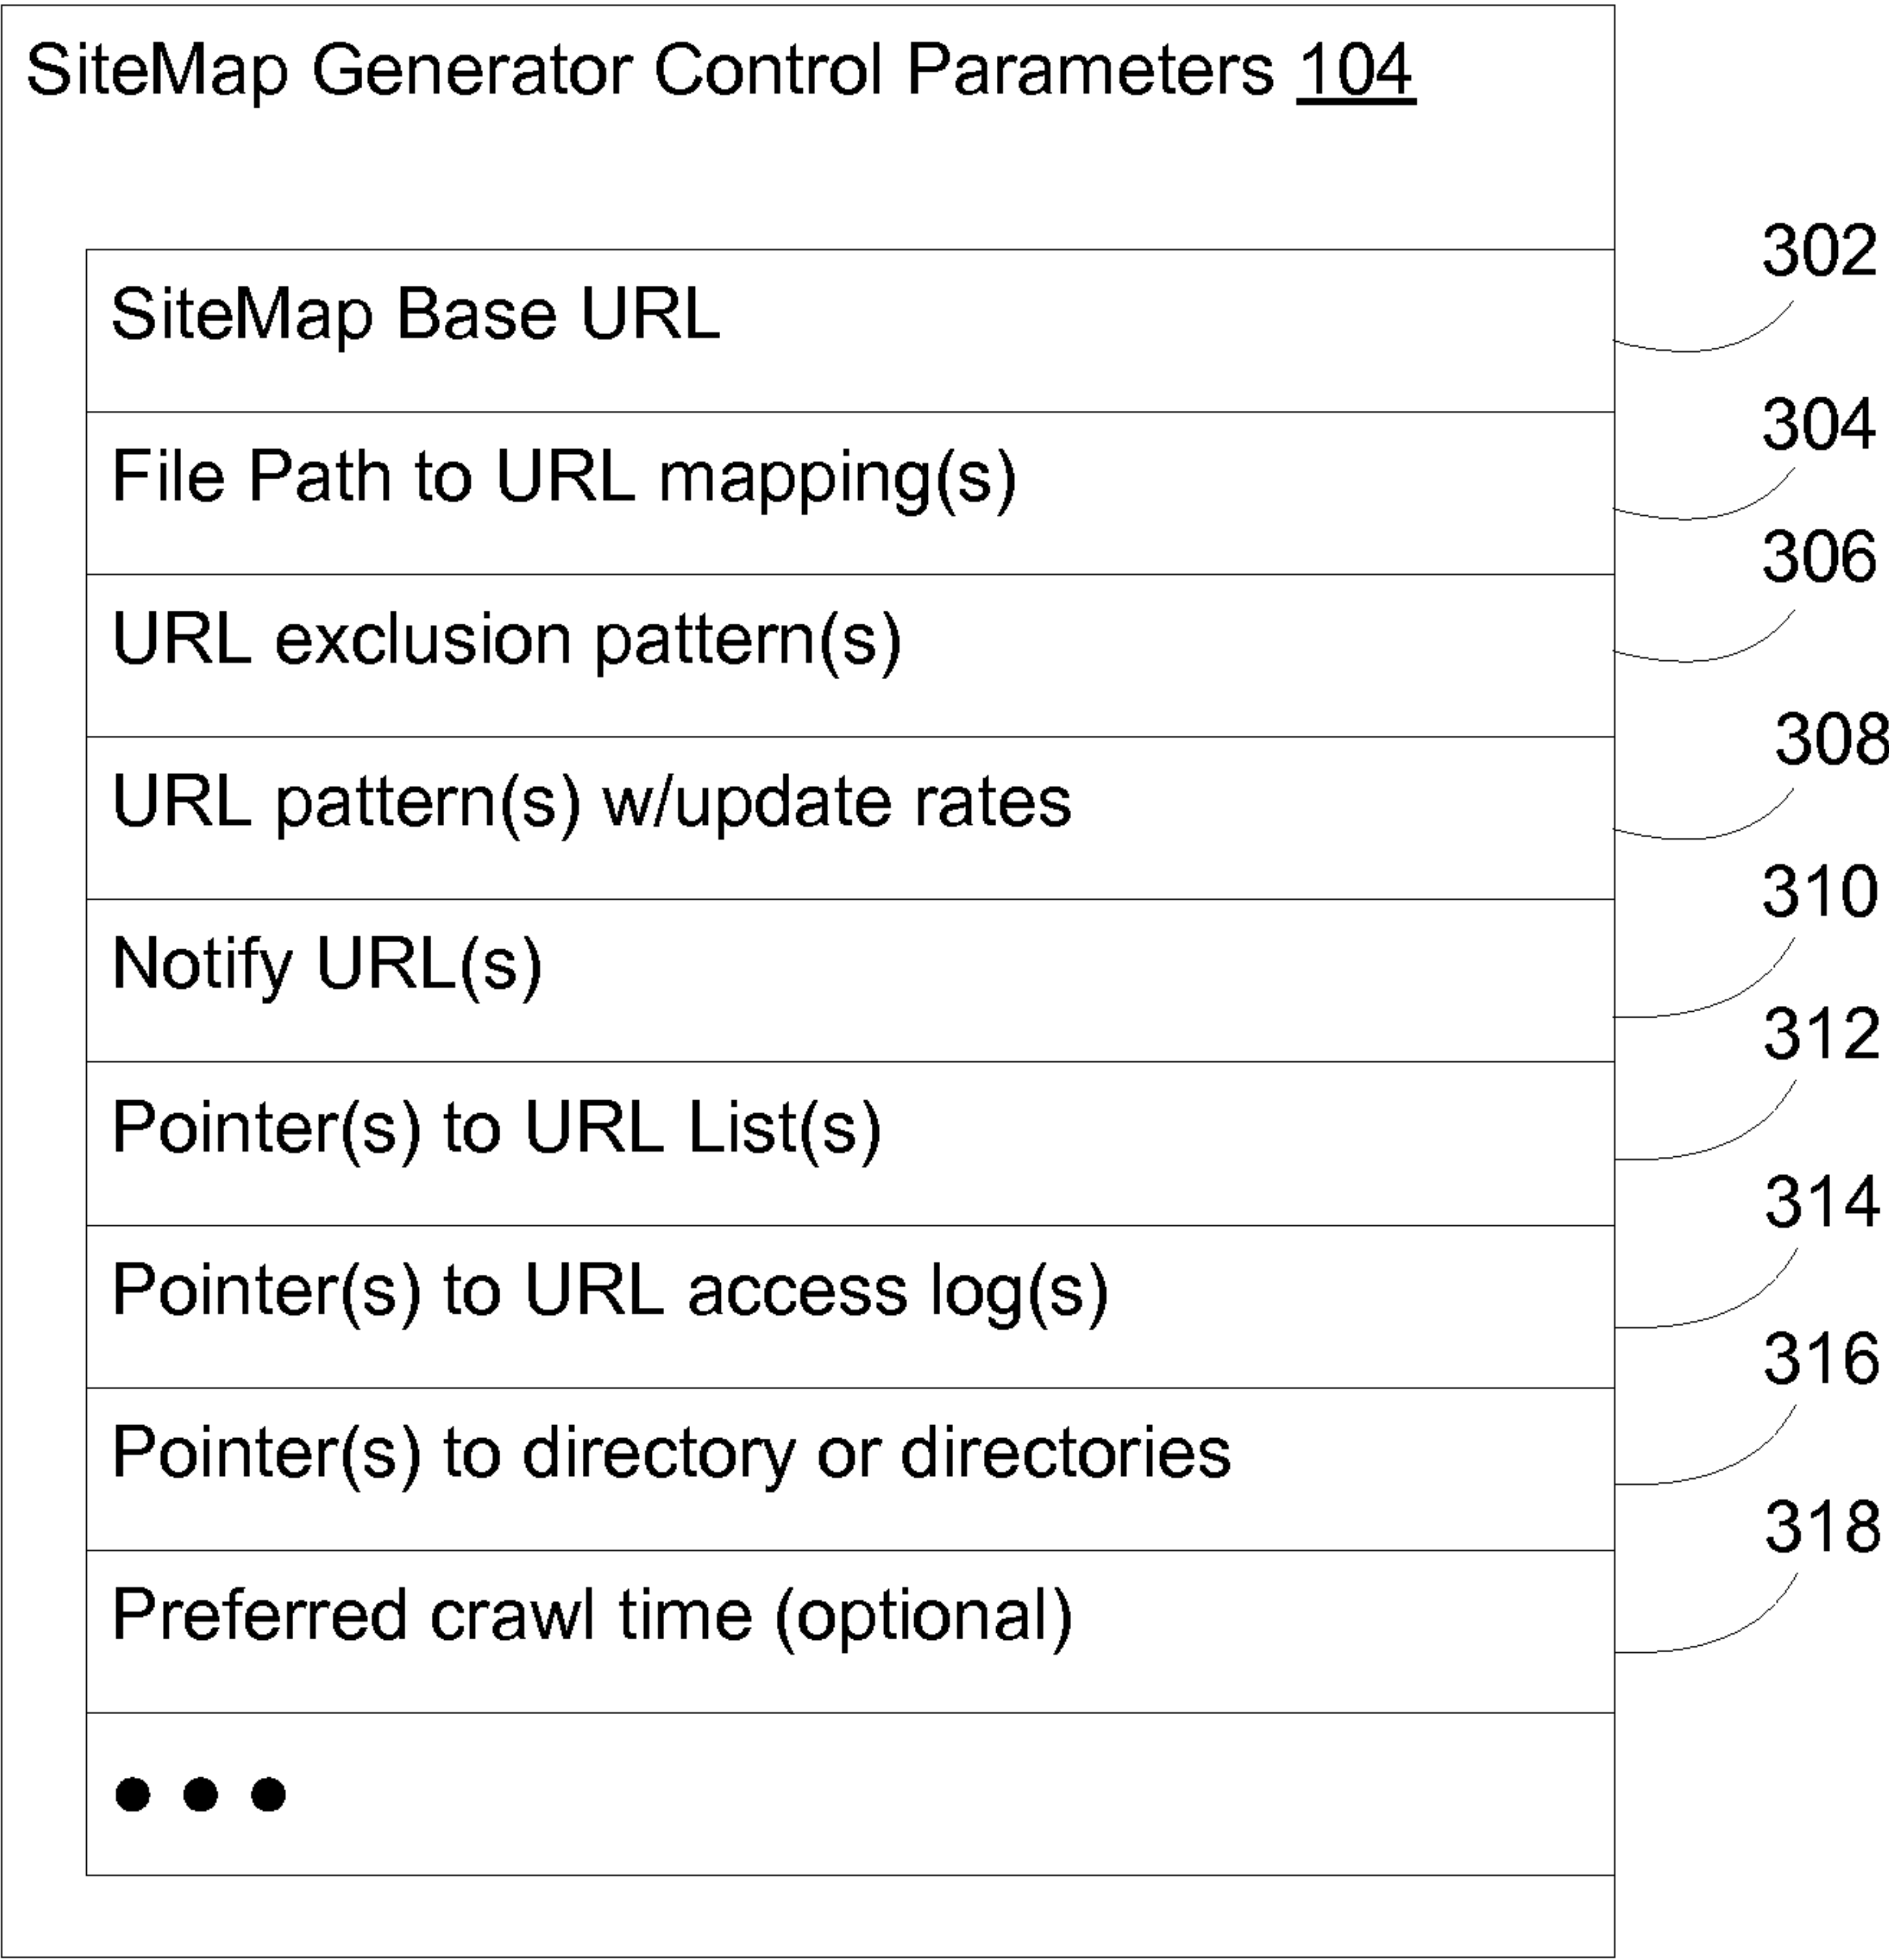 SiteMap Generator Control Parameters 104
302
SiteMap Base URL
304
File Path to URL mapping(s)
306
URL exclusion pattern(s)
308
URL pattern(s) w/update rates
310
Notify URL(s)
312
Pointer(s) to URL List(s)
314
Pointer(s) to URL access log(s)
316
Pointer(s) to directory or directories
318
Preferred crawl time (optional)
● ● ●